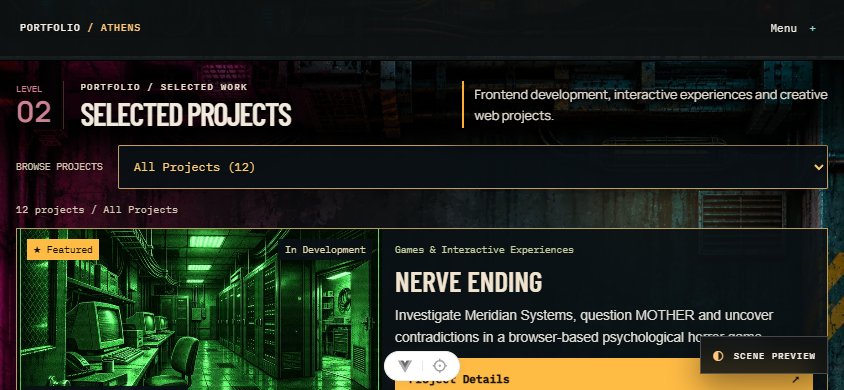 PORTFOLIO / ATHENS
Menu +
LEVEL
02
PORTFOLIO / SELECTED WORK
SELECTED PROJECTS
Frontend development, interactive experiences and creative
web projects.
BROWSE PROJECTS
All Projects (12)
12 projects / All Projects
★ Featured
In Development
Games & Interactive Experiences
NERVE ENDING
Investigate Meridian Systems, question MOTHER and uncover
contradictions in a browser-based psychological horror game.
Project Details ↗
SCENE PREVIEW